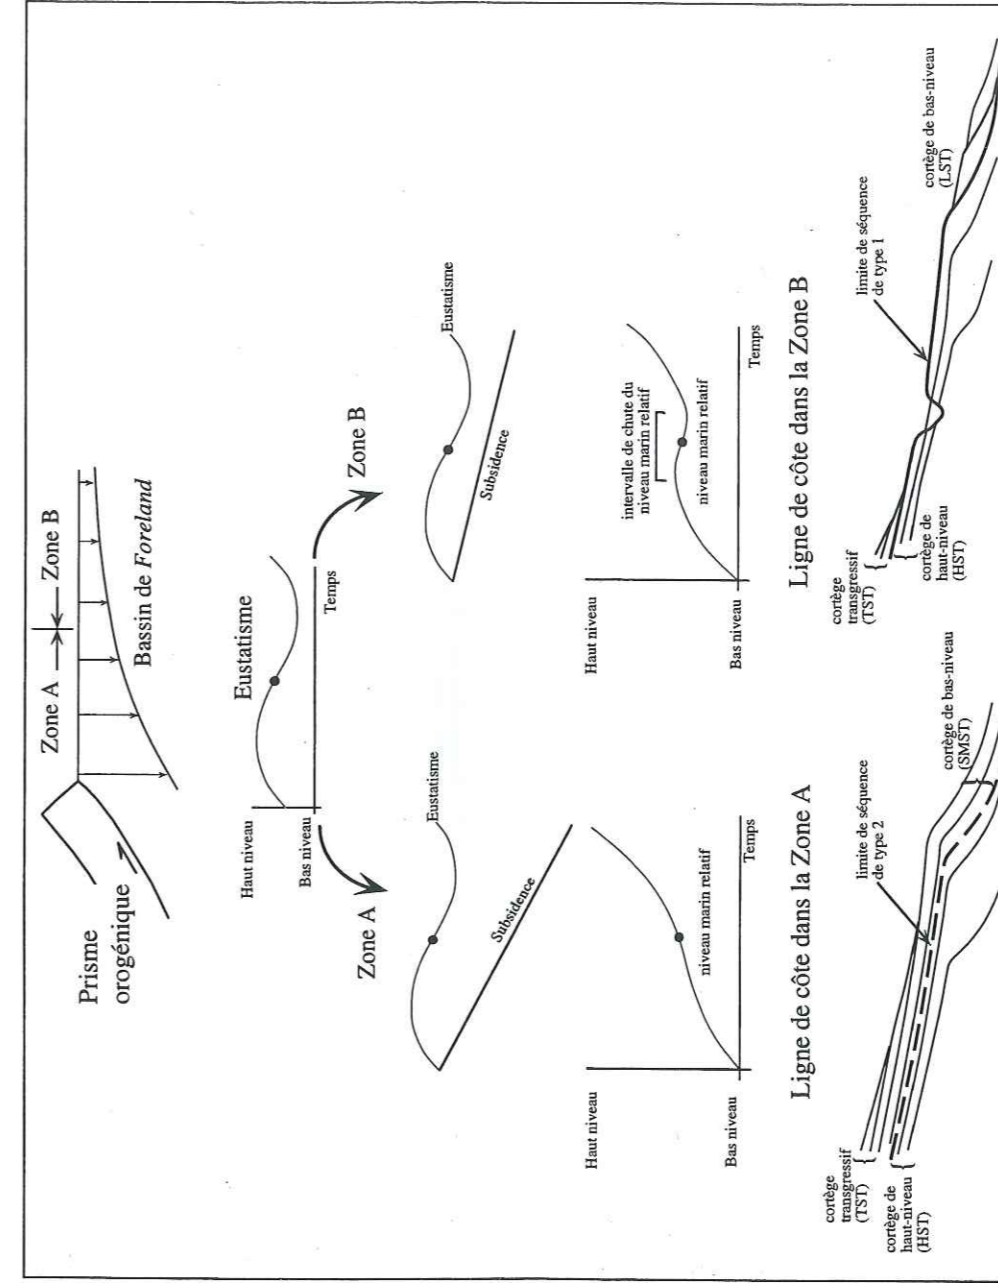 Prisme
orogénique
Zone A
Zone B
Bassin de Foreland
Eustatisme
Haut niveau
Bas niveau
Temps
Zone A
Zone B
Eustatisme
Subsidence
Eustatisme
Subsidence
Haut niveau
Bas niveau
niveau marin relatif
Temps
Haut niveau
Bas niveau
intervalle de chute du
niveau marin relatif
niveau marin relatif
Temps
Ligne de côte dans la Zone A
Ligne de côte dans la Zone B
cortège
transgressif
(TST)
cortège de
haut-niveau
(HST)
limite de séquence
de type 2
cortège de bas-niveau
(SMST)
cortège
transgressif
(TST)
cortège de
haut-niveau
(HST)
limite de séquence
de type 1
cortège de bas-niveau
(LST)